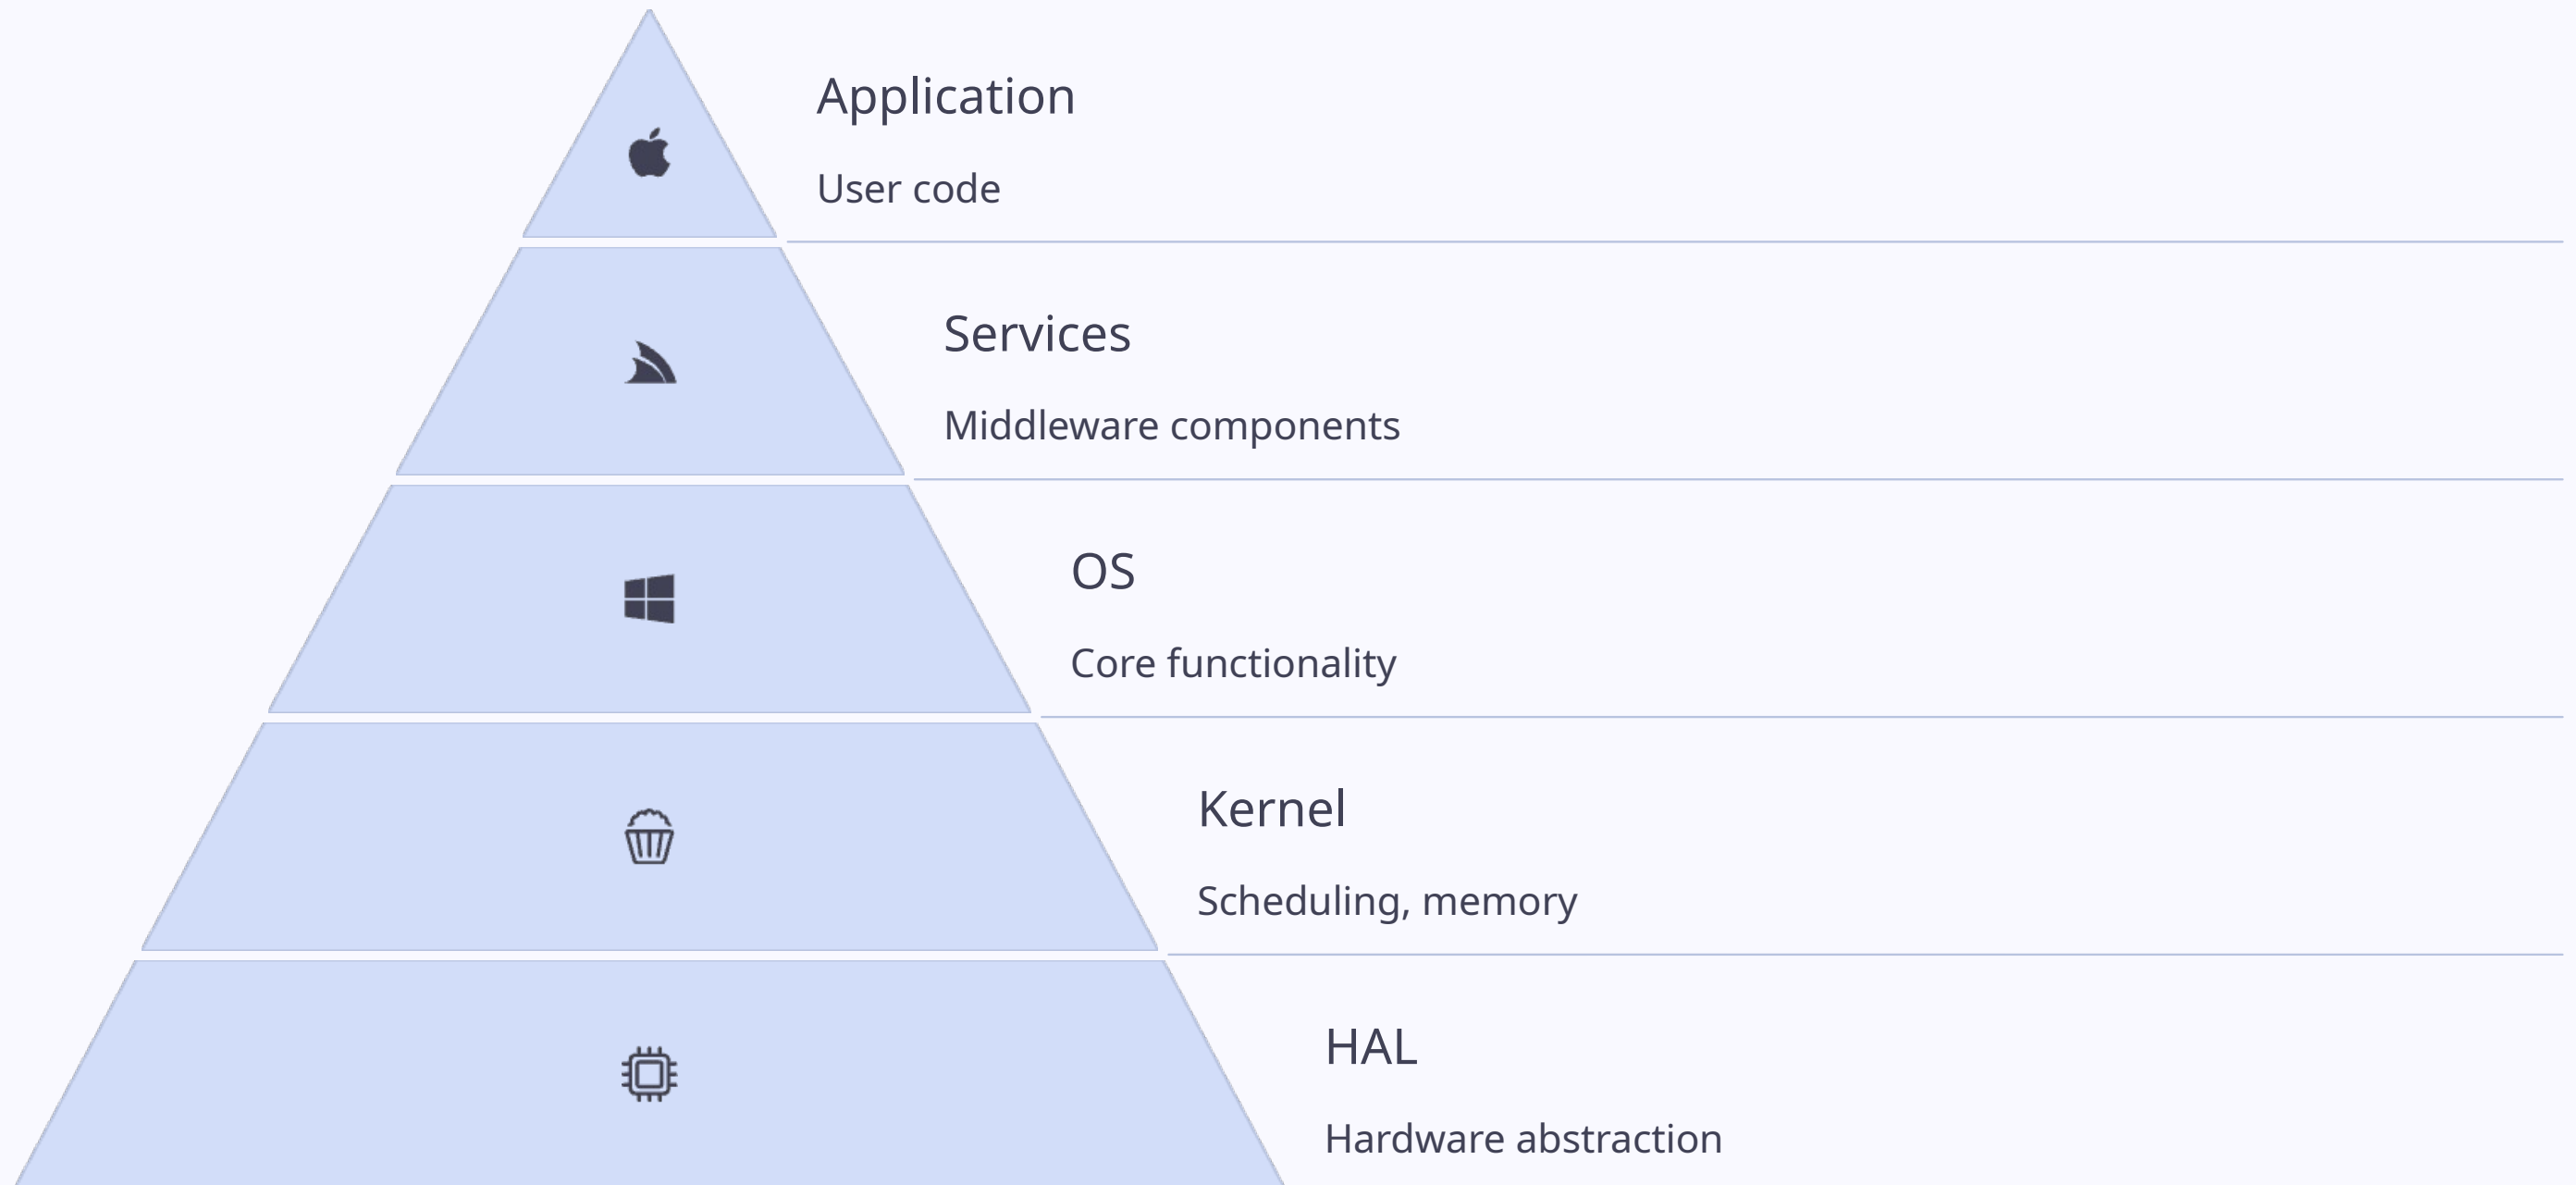 Application
User code
Services
Middleware components
OS
Core functionality
Kernel
Scheduling, memory
HAL
Hardware abstraction